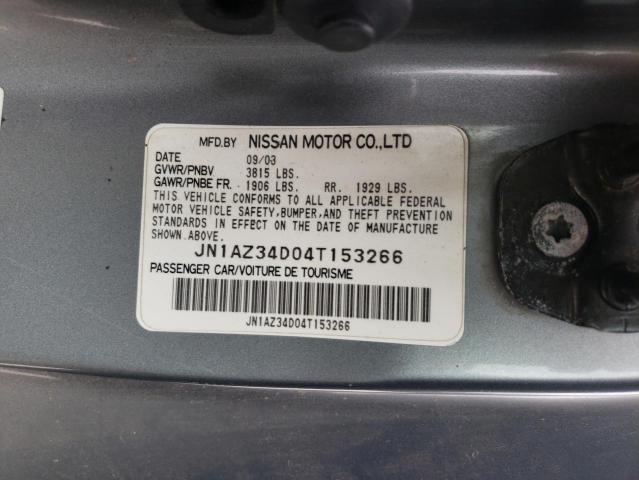 MFD.BY NISSAN MOTOR CO.,LTD
DATE 09/03
GVWR/PNBV 3815 LBS.
GAWR/PNBE FR. 1906 LBS. RR. 1929 LBS.
THIS VEHICLE CONFORMS TO ALL APPLICABLE FEDERAL
MOTOR VEHICLE SAFETY, BUMPER, AND THEFT PREVENTION
STANDARDS IN EFFECT ON THE DATE OF MANUFACTURE
SHOWN ABOVE.
JN1AZ34D04T153266
PASSENGER CAR/VOITURE DE TOURISME
JN1AZ34D04T153266